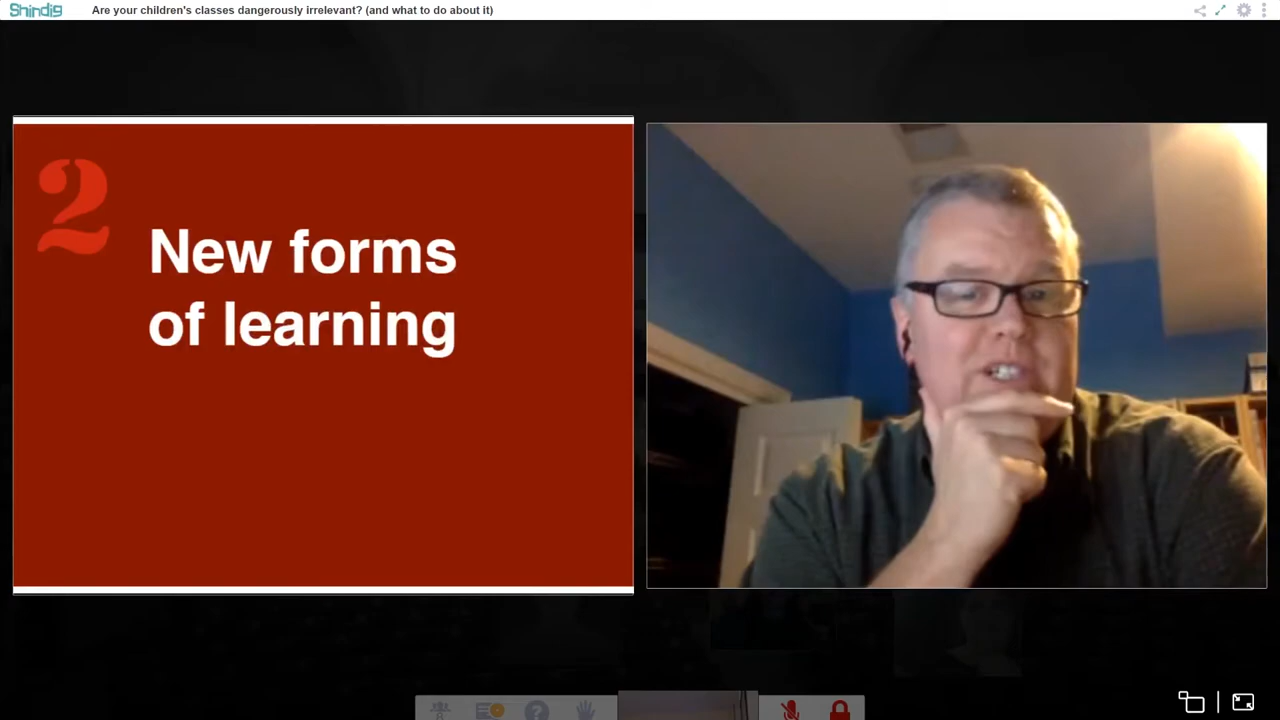 Shindig
Are your children's classes dangerously irrelevant? (and what to do about it)
2
New forms
of learning